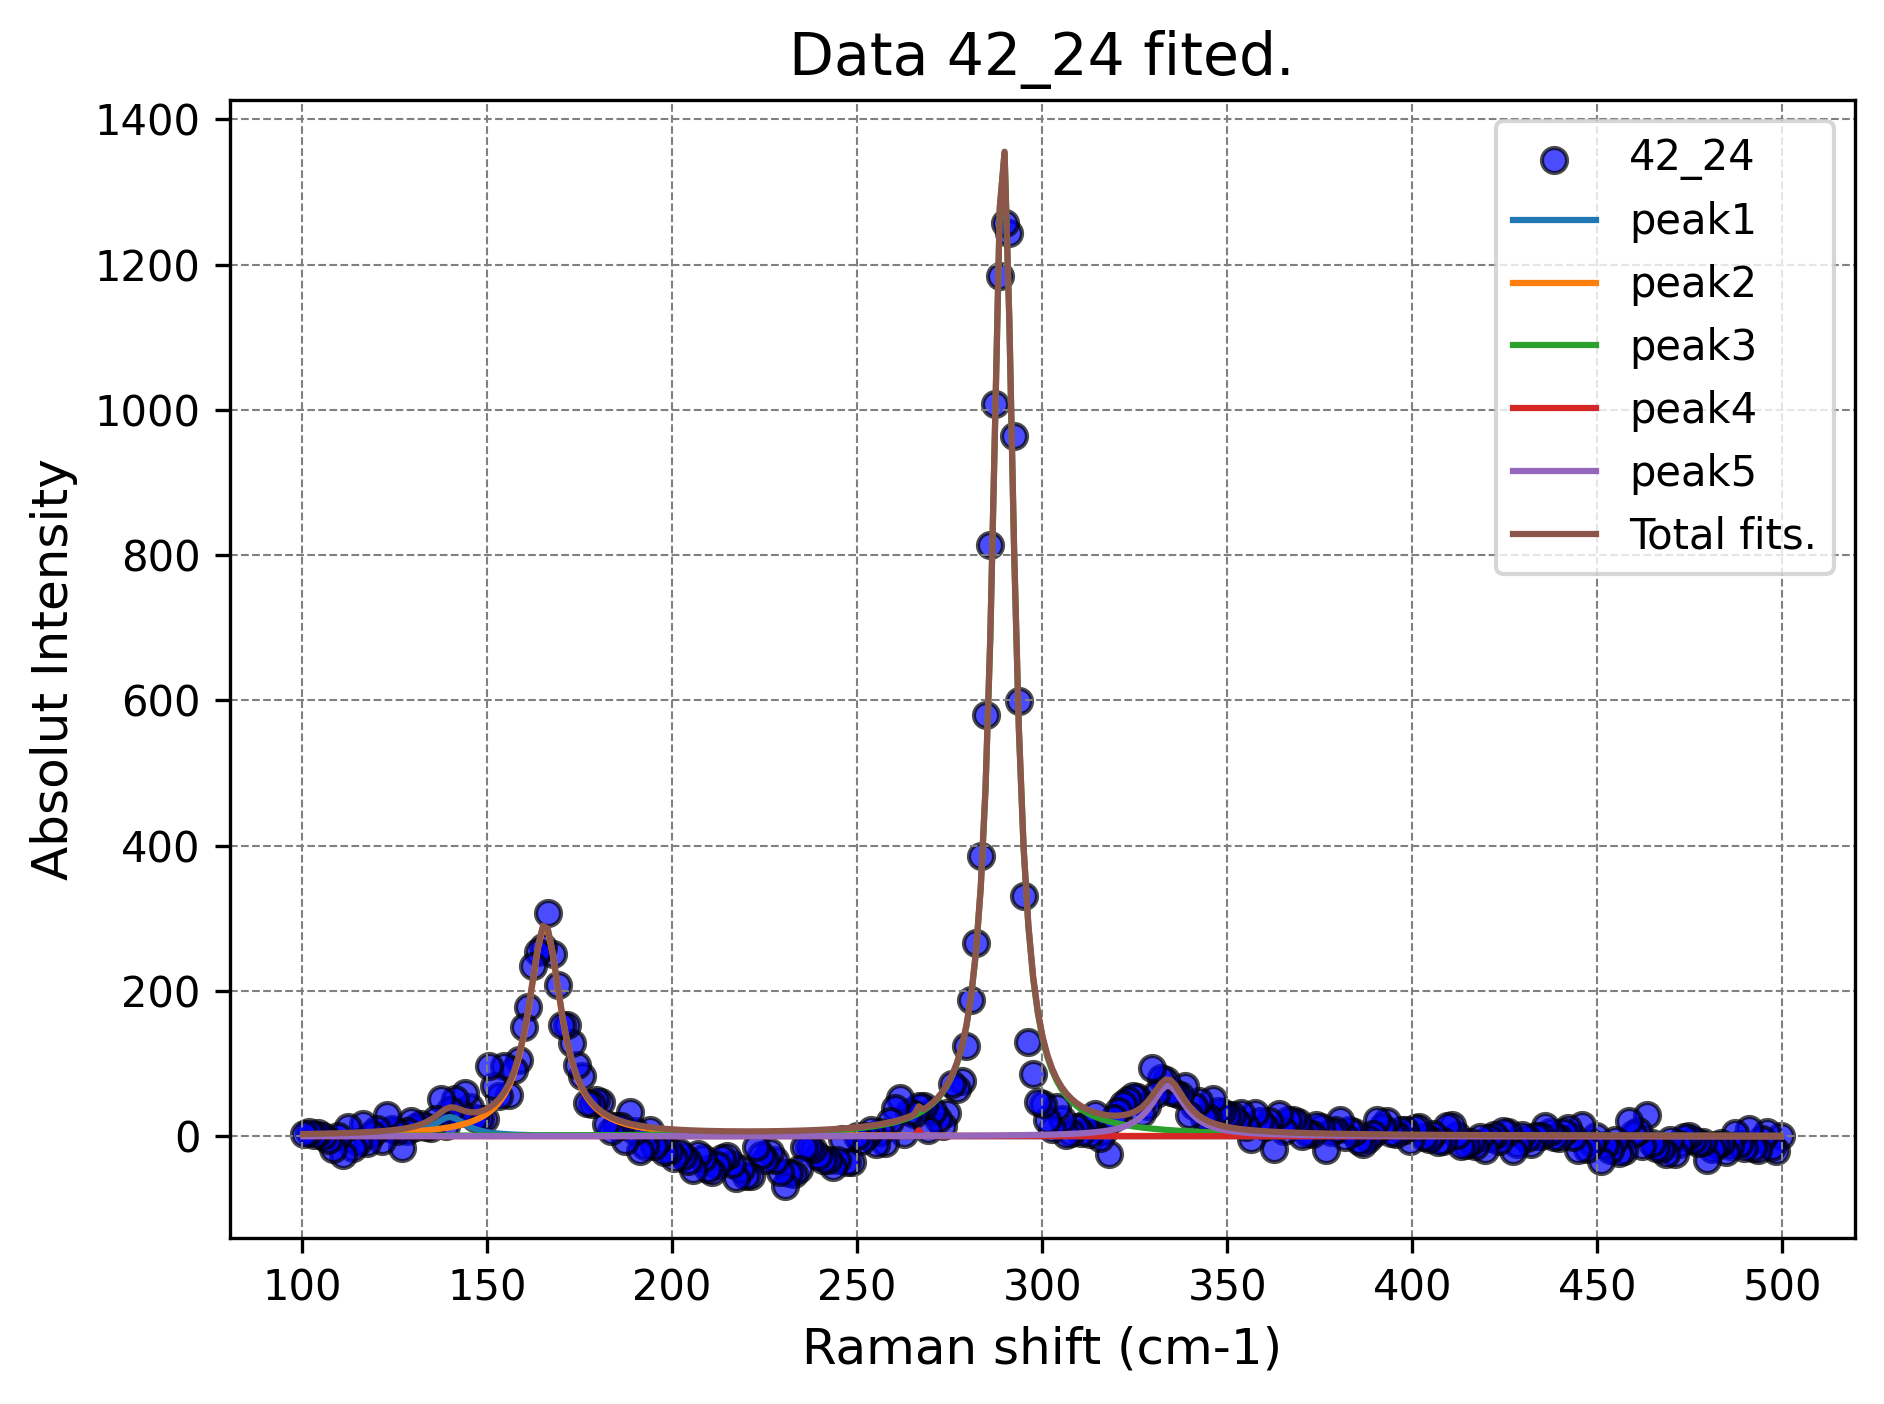 Data 42_24 fited.
1400
1200
1000
800
600
400
200
0
Absolut Intensity
42_24
peak1
peak2
peak3
peak4
peak5
Total fits.
100 150 200 250 300 350 400 450 500
Raman shift (cm-1)